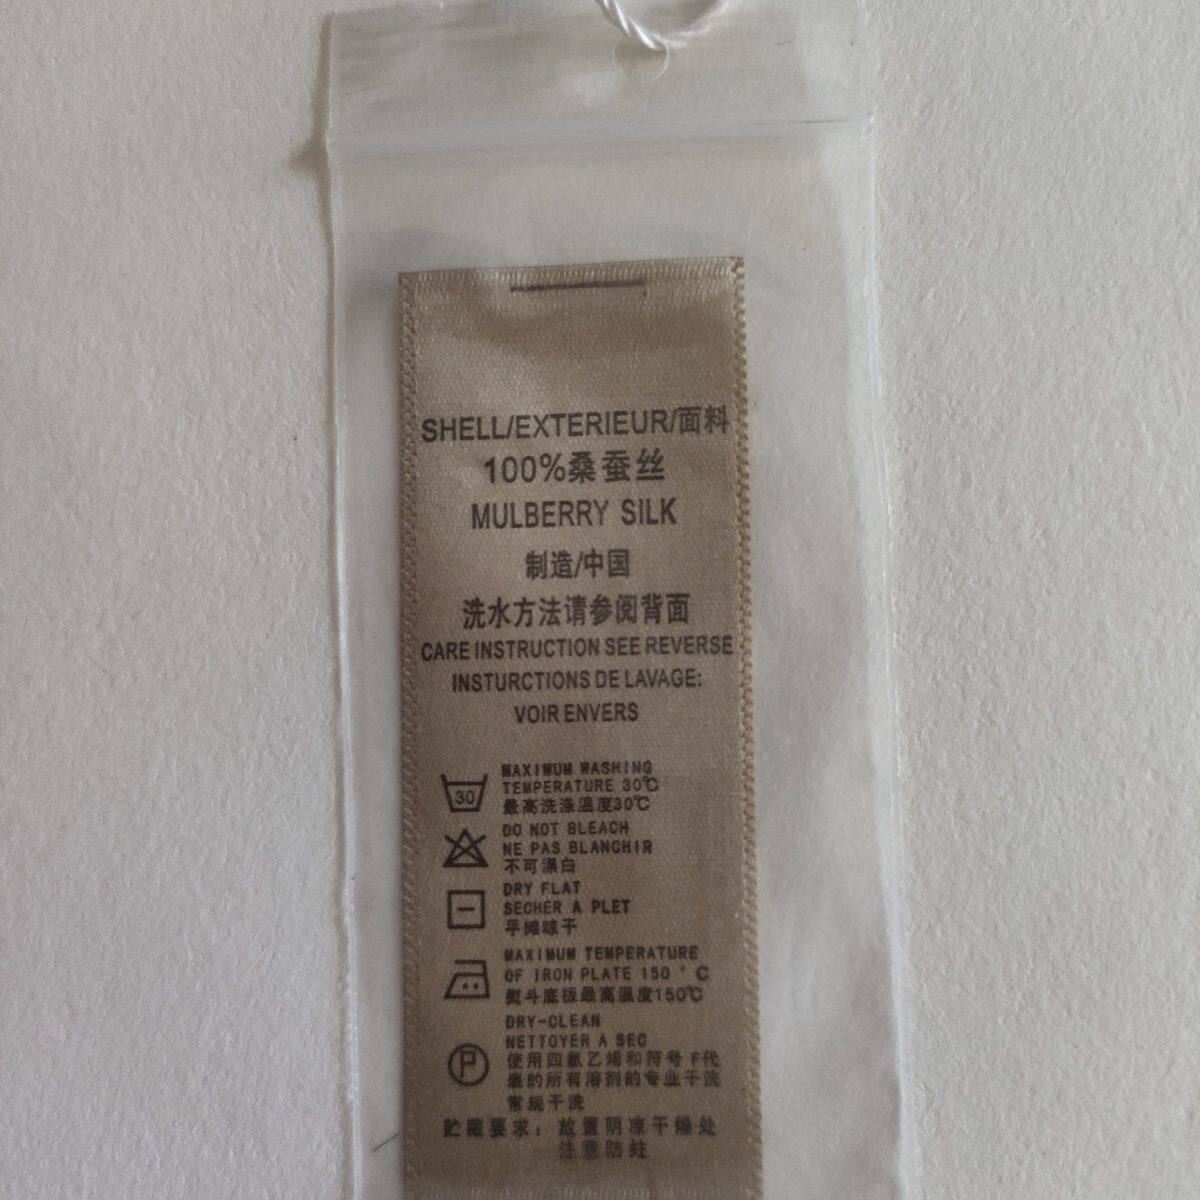 SHELL/EXTERIEUR/面料
100%桑蚕丝
MULBERRY SILK
制造/中国
洗水方法请参阅背面
CARE INSTRUCTION SEE REVERSE
INSTURCTIONS DE LAVAGE:
VOIR ENVERS
MAXIMUM WASHING
TEMPERATURE 30℃
30
最高洗涤温度30℃
DO NOT BLEACH
NE PAS BLANCHIR
不可漂白
DRY FLAT
SECHER A PLET
平摊晾干
MAXIMUM TEMPERATURE
OF IRON PLATE 150 ° C
熨斗底板最高温度150℃
DRY-CLEAN
NETTOYER A SEC
P
使用四氯乙烯和符号 F代
表的所有溶剂的专业干洗
常规干洗
贮藏要求：放置阴凉干燥处
注意防蛀